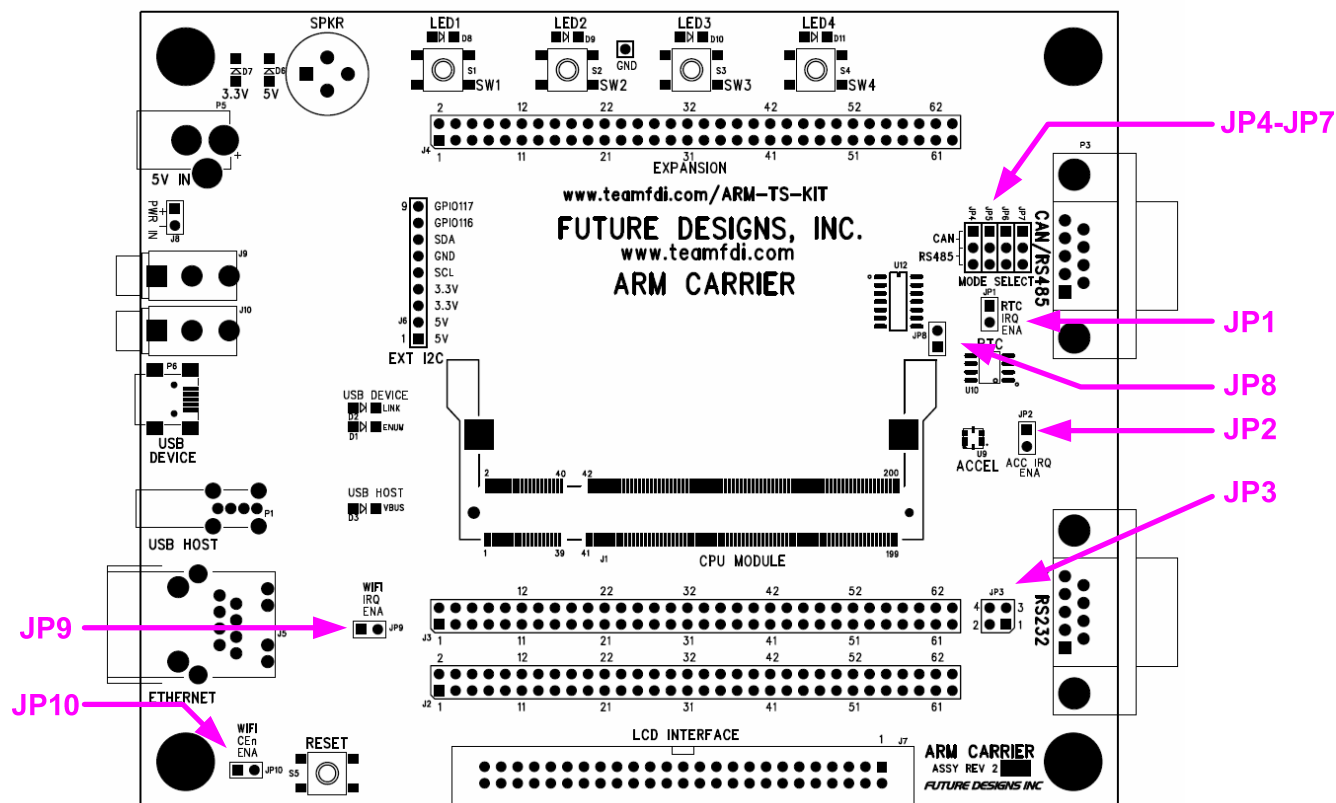 SPKR
LED1
LED2
LED3
LED4
D8
D9
D10
D11
GND
D7
D6
3.3V
5V
S1
S2
S3
S4
SW1
SW2
SW3
SW4
P5
+
5V IN
2
12
22
32
42
52
62
J4
1
11
21
31
41
51
61
EXPANSION
JP4-JP7
P3
www.teamfdi.com/ARM-TS-KIT
FUTURE DESIGNS, INC.
www.teamfdi.com
ARM CARRIER
PWR IN
+
-
J8
9
GPIO117
GPIO116
SDA
GND
SCL
3.3V
3.3V
J6
5V
1
5V
EXT I2C
JP4
JP5
JP6
JP7
CAN
RS485
MODE SELECT
CAN/RS485
U12
JP1
RTC
IRQ
ENA
JP1
JP8
RTC
U10
JP8
J9
J10
P6
USB
DEVICE
USB DEVICE
LINK
D2
ENUM
D1
JP2
U9
ACCEL
ACC IRQ
ENA
JP2
2
40
42
200
USB HOST
VBUS
D3
P1
USB HOST
JP3
1
39
41
J1
199
CPU MODULE
WIFI
IRQ
ENA
JP9
JP9
J5
ETHERNET
12
22
32
42
52
62
J3
1
11
21
31
41
51
61
JP3
4
3
2
1
RS232
12
22
32
42
52
62
J2
1
11
21
31
41
51
61
JP10
WIFI
CEn
ENA
JP10
RESET
S5
LCD INTERFACE
1
J7
ARM CARRIER
ASSY REV 2
FUTURE DESIGNS INC